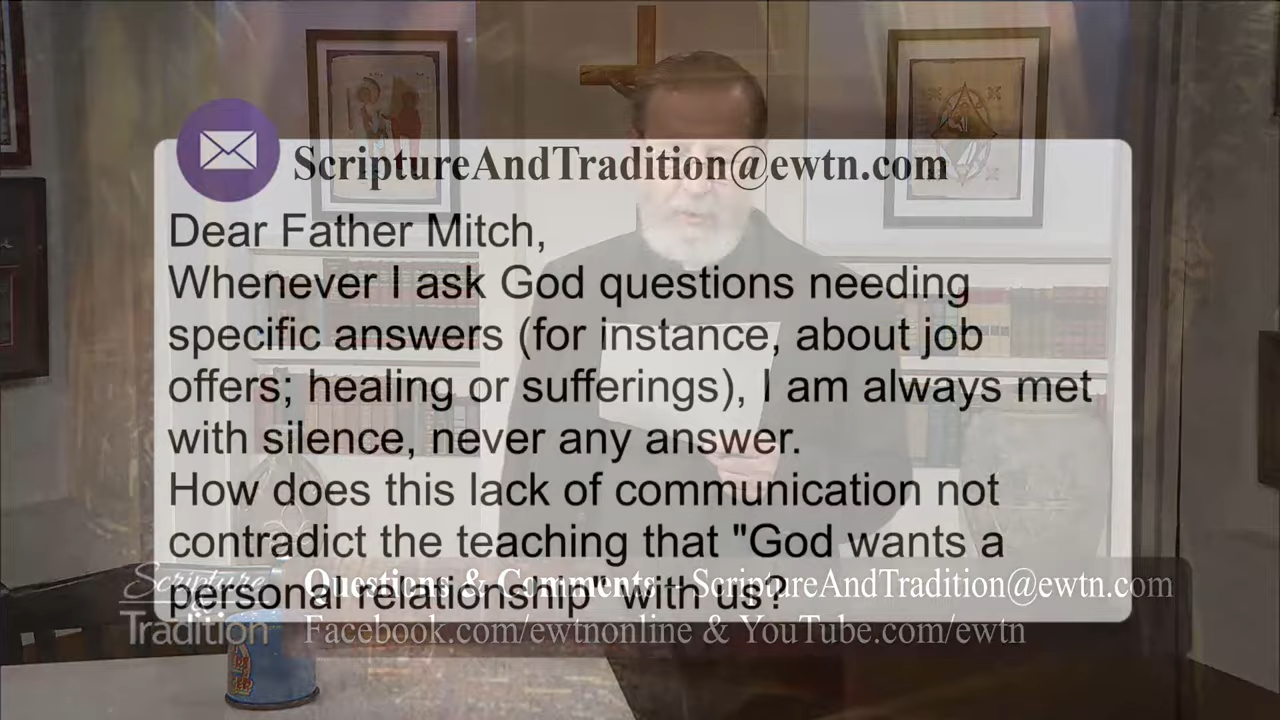 ScriptureAndTradition@ewtn.com
Dear Father Mitch,
Whenever I ask God questions needing
specific answers (for instance, about job
offers; healing or sufferings), I am always met
with silence, never any answer.
How does this lack of communication not
contradict the teaching that "God wants a
personal relationship" with us?
Scripture
Tradition
Questions & Comments - ScriptureAndTradition@ewtn.com
Facebook.com/ewtnonline & YouTube.com/ewtn